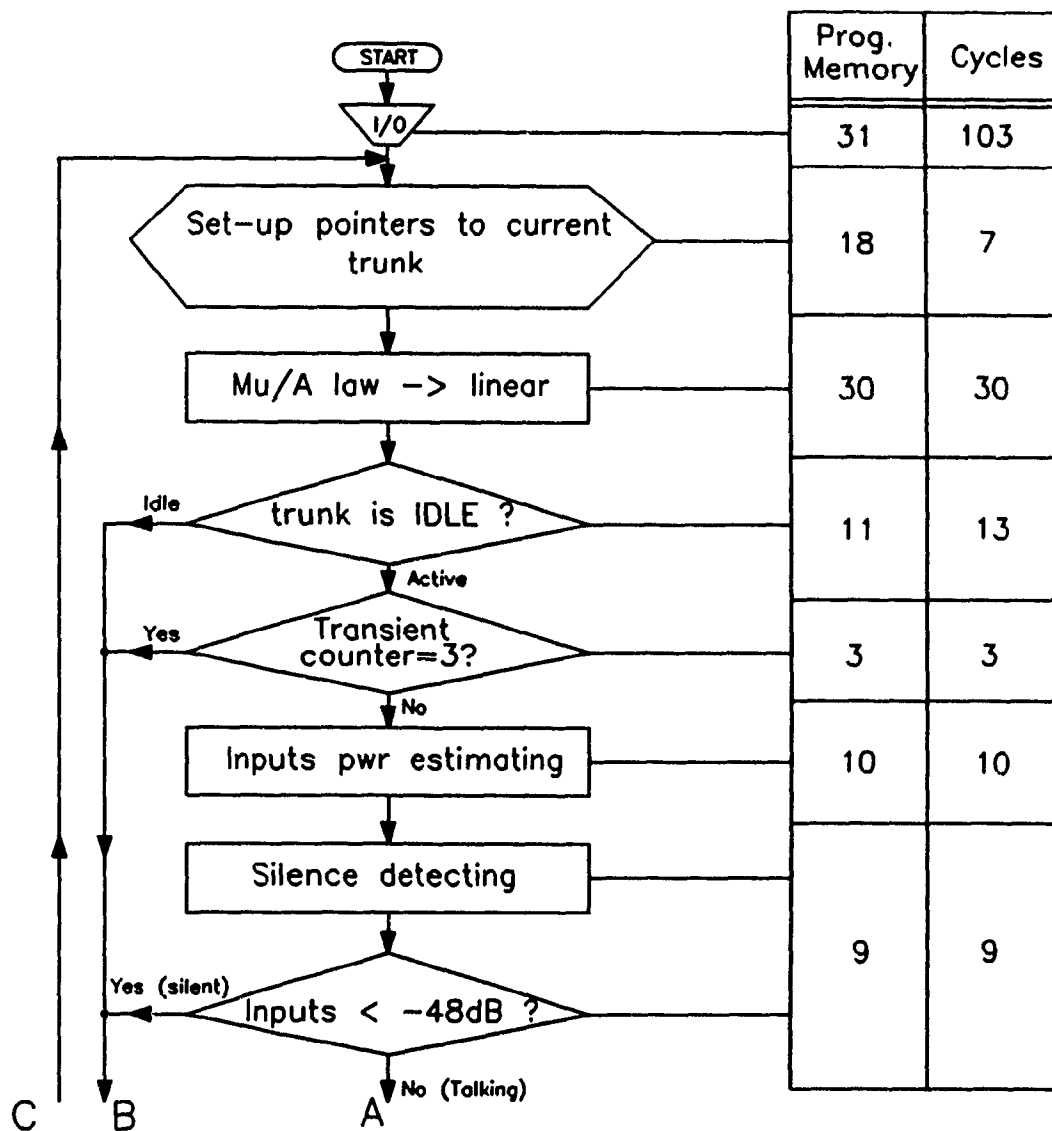 Prog.
Memory
Cycles
START
I/O
31
103
Set-up pointers to current
trunk
18
7
Mu/A law -> linear
30
30
Idle
trunk is IDLE ?
11
13
Active
Yes
Transient
counter=3?
3
3
No
Inputs pwr estimating
10
10
Silence detecting
9
9
Yes (silent)
Inputs < -48dB ?
No (Talking)
C
B
A